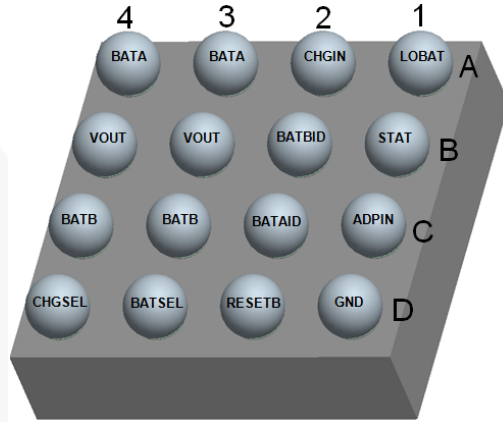 4 3 2 1
BATA BATA CHGIN LOBAT A
VOUT VOUT BATBID STAT B
BATB BATB BATAID ADPIN C
CHGSEL BATSEL RESETB GND D